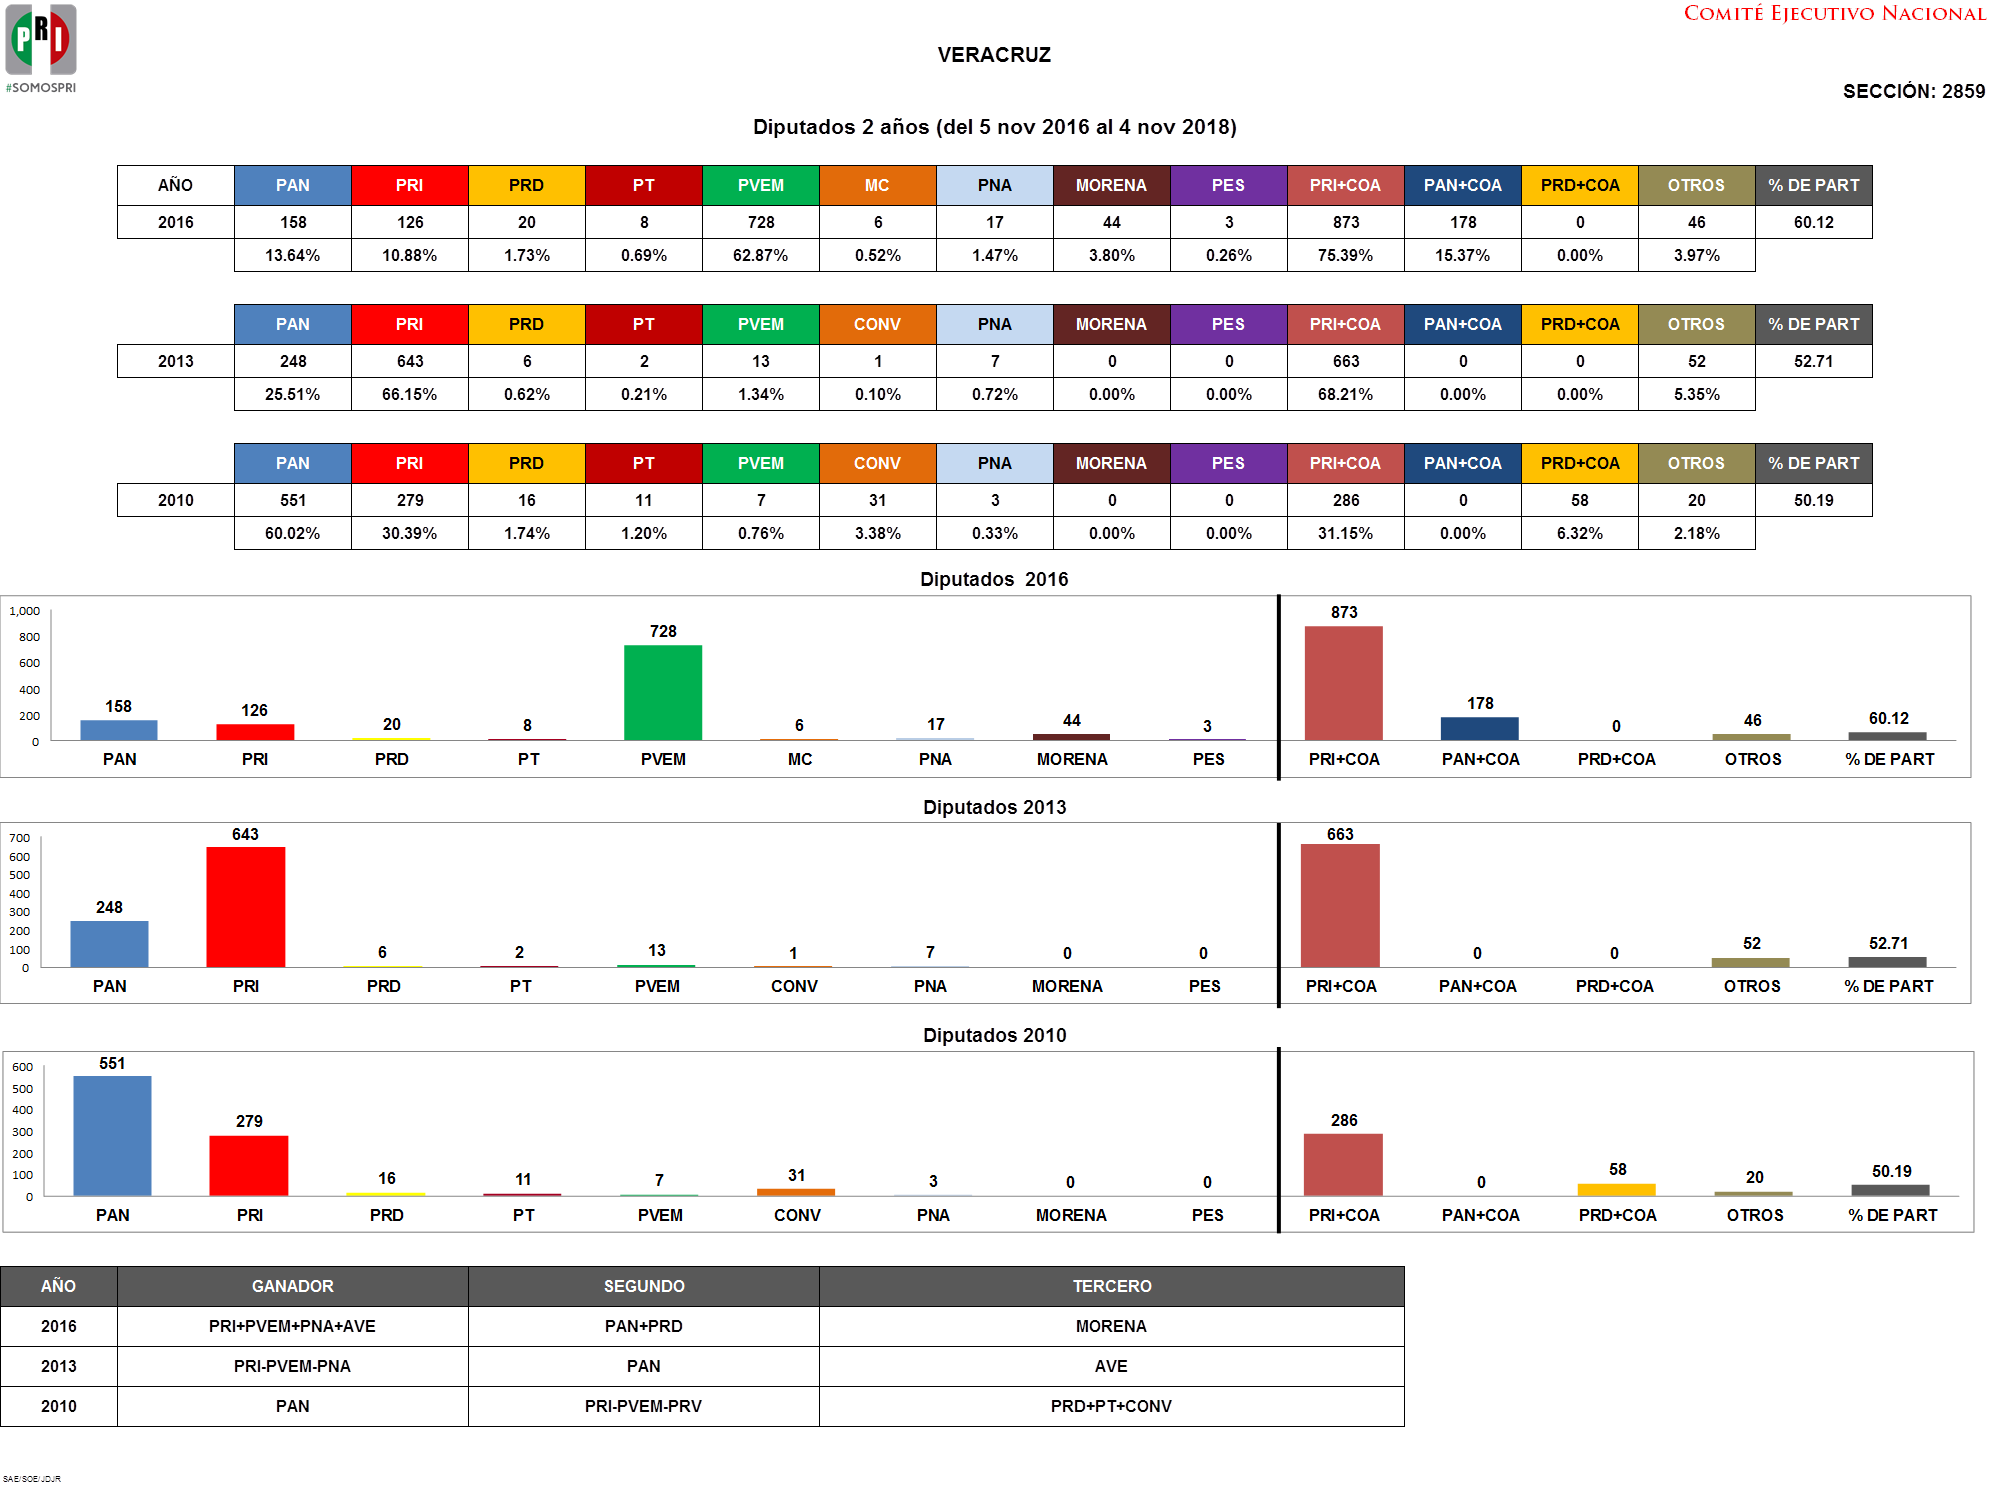 PRI
#SOMOSPRI
COMITÉ EJECUTIVO NACIONAL
VERACRUZ
SECCIÓN: 2859
Diputados 2 años (del 5 nov 2016 al 4 nov 2018)
AÑO PAN PRI PRD PT PVEM MC PNA MORENA PES PRI+COA PAN+COA PRD+COA OTROS % DE PART
2016 158 126 20 8 728 6 17 44 3 873 178 0 46 60.12
13.64% 10.88% 1.73% 0.69% 62.87% 0.52% 1.47% 3.80% 0.26% 75.39% 15.37% 0.00% 3.97%
PAN PRI PRD PT PVEM CONV PNA MORENA PES PRI+COA PAN+COA PRD+COA OTROS % DE PART
2013 248 643 6 2 13 1 7 0 0 663 0 0 52 52.71
25.51% 66.15% 0.62% 0.21% 1.34% 0.10% 0.72% 0.00% 0.00% 68.21% 0.00% 0.00% 5.35%
PAN PRI PRD PT PVEM CONV PNA MORENA PES PRI+COA PAN+COA PRD+COA OTROS % DE PART
2010 551 279 16 11 7 31 3 0 0 286 0 58 20 50.19
60.02% 30.39% 1.74% 1.20% 0.76% 3.38% 0.33% 0.00% 0.00% 31.15% 0.00% 6.32% 2.18%
Diputados 2016
1,000
800
600
400
200
0
158 126 20 8 728 6 17 44 3 873 178 0 46 60.12
PAN PRI PRD PT PVEM MC PNA MORENA PES PRI+COA PAN+COA PRD+COA OTROS % DE PART
Diputados 2013
700
600
500
400
300
200
100
0
248 643 6 2 13 1 7 0 0 663 0 0 52 52.71
PAN PRI PRD PT PVEM CONV PNA MORENA PES PRI+COA PAN+COA PRD+COA OTROS % DE PART
Diputados 2010
600
500
400
300
200
100
0
551 279 16 11 7 31 3 0 0 286 0 58 20 50.19
PAN PRI PRD PT PVEM CONV PNA MORENA PES PRI+COA PAN+COA PRD+COA OTROS % DE PART
AÑO GANADOR SEGUNDO TERCERO
2016 PRI+PVEM+PNA+AVE PAN+PRD MORENA
2013 PRI-PVEM-PNA PAN AVE
2010 PAN PRI-PVEM-PRV PRD+PT+CONV
SAE/SOE/JDJR